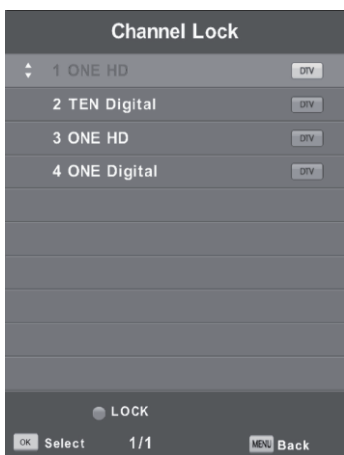 Channel Lock
1 ONE HD DTV
2 TEN Digital DTV
3 ONE HD DTV
4 ONE Digital DTV
LOCK
OK Select 1/1 MENU Back